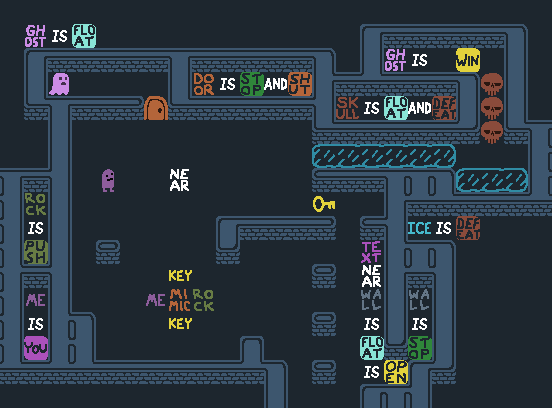 GHOST IS FLOAT
GHOST IS WIN
DOOR IS STOP AND SHUT
SKULL IS FLOAT AND DEFEAT
NEAR
ROCK
IS
PUSH
ICE IS DEFEAT
KEY
ME MIMIC ROCK
KEY
ME
IS
YOU
TEXT
NEAR
WALL
IS
FLOAT
WALL
IS
STOP
IS OPEN